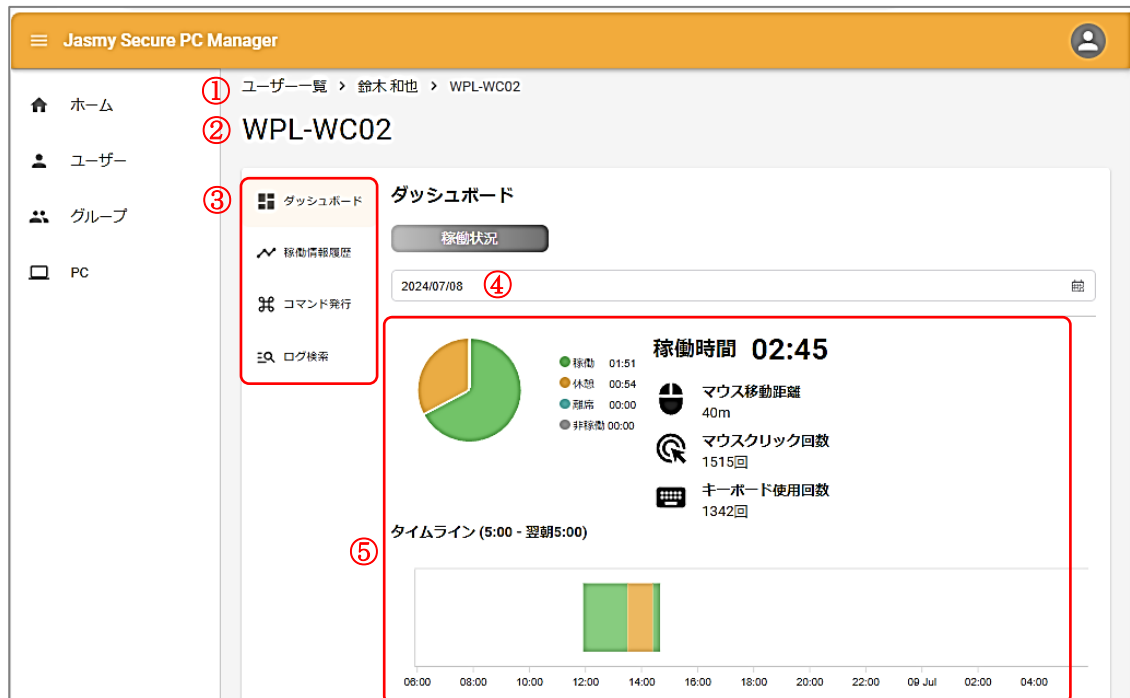 Jasmy Secure PC Manager
ホーム
ユーザー
グループ
PC
① ユーザー一覧 > 鈴木 和也 > WPL-WC02
② WPL-WC02
③
ダッシュボード
稼働情報履歴
コマンド発行
ログ検索
ダッシュボード
稼働状況
2024/07/08 ④
稼働 01:51
休憩 00:54
離席 00:00
非稼働 00:00
稼働時間 02:45
マウス移動距離
40m
マウスクリック回数
1515回
キーボード使用回数
1342回
タイムライン (5:00 - 翌朝5:00)
⑤
06:00 08:00 10:00 12:00 14:00 16:00 18:00 20:00 22:00 09 Jul 02:00 04:00